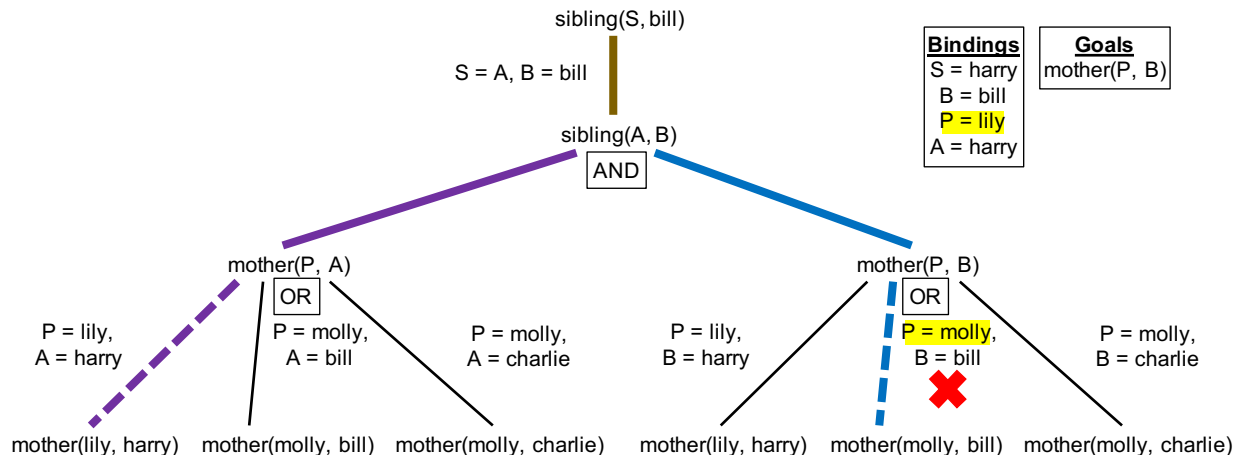 sibling(S, bill)
S = A, B = bill
Bindings
S = harry
B = bill
P = lily
A = harry
Goals
mother(P, B)
sibling(A, B)
AND
mother(P, A)
OR
mother(P, B)
OR
P = lily,
A = harry
P = molly,
A = bill
P = molly,
A = charlie
P = lily,
B = harry
P = molly,
B = bill
P = molly,
B = charlie
mother(lily, harry)
mother(molly, bill)
mother(molly, charlie)
mother(lily, harry)
mother(molly, bill)
mother(molly, charlie)